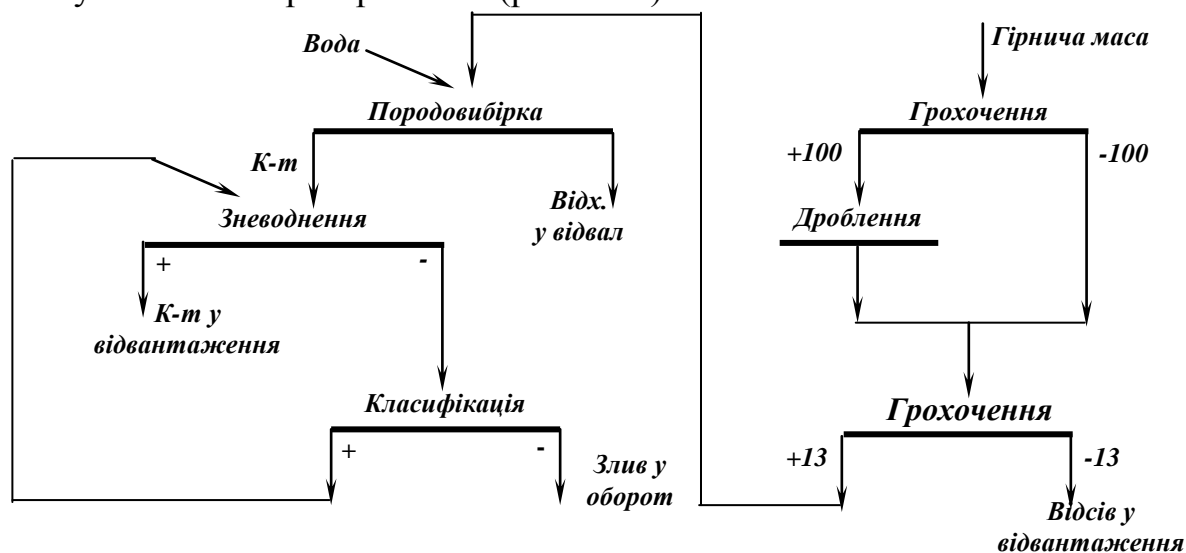 Вода
Гірнича маса
Породовибірка
Грохочення
К-т
+100
-100
Відх.
у відвал
Зневоднення
Дроблення
+
-
К-т у
відвантаження
Класифікація
Грохочення
+
-
+13
-13
Злив у
оборот
Відсів у
відвантаження